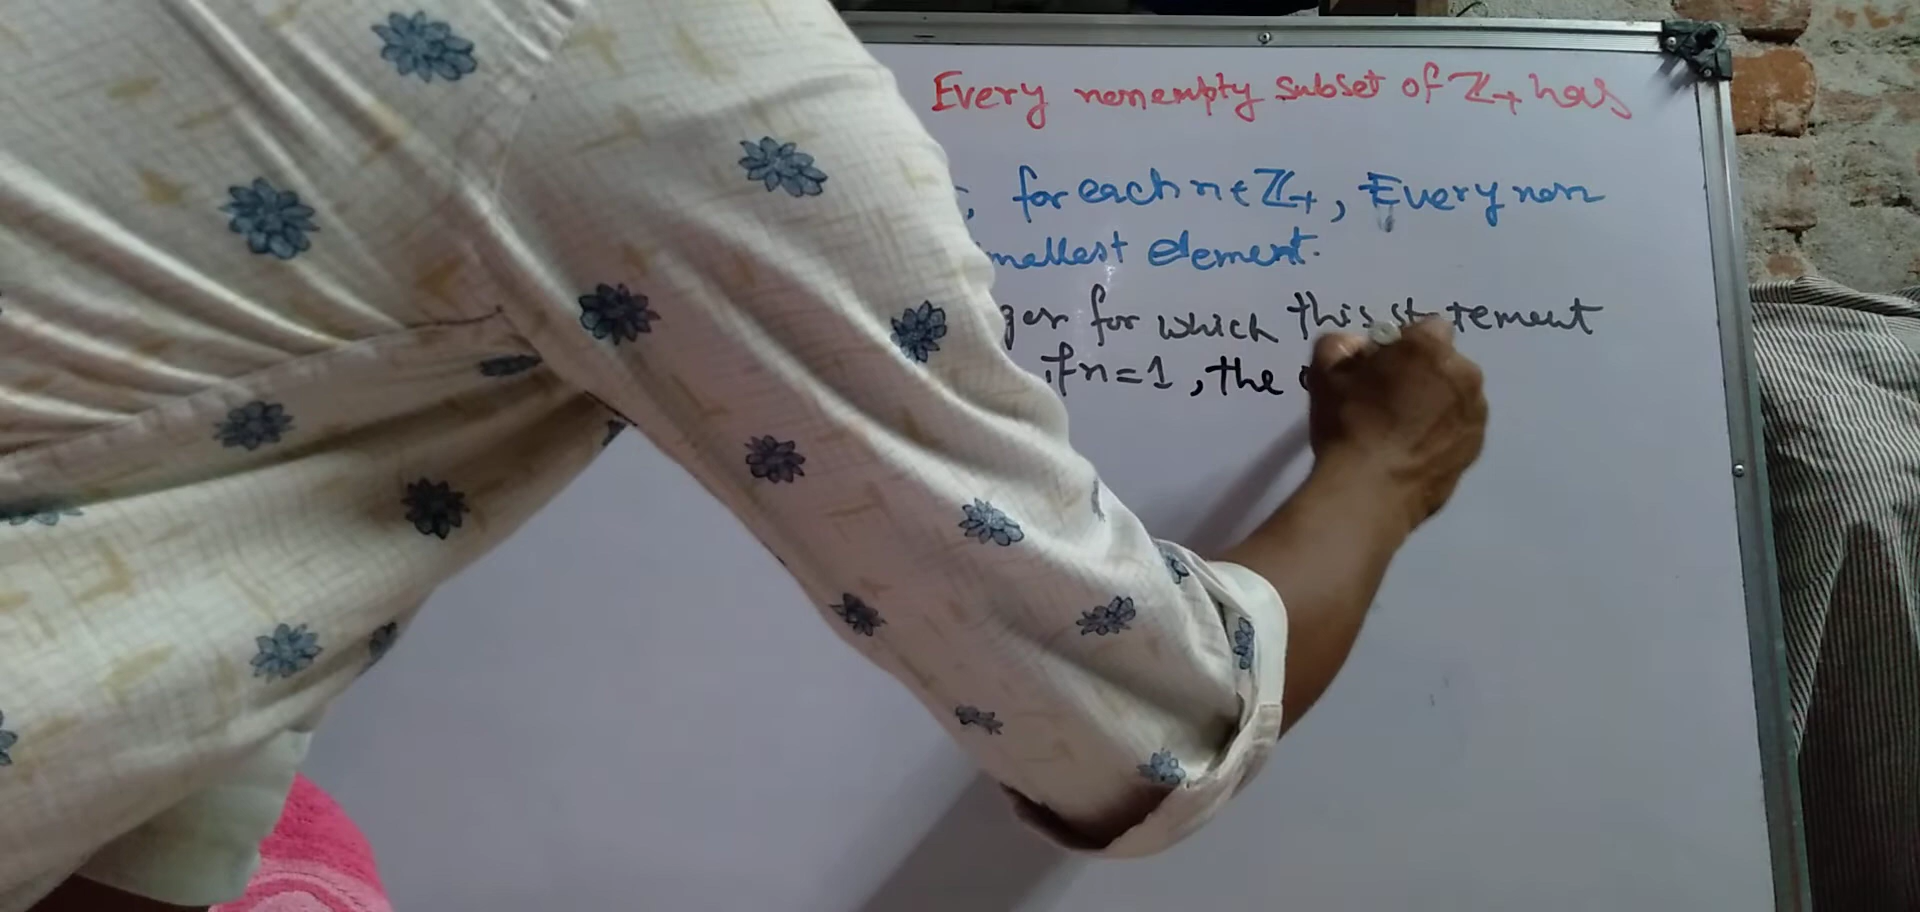 Every nonempty subset of ℤ₊ has
; for each n ∈ ℤ₊, Every non
mallest element.
ger for which this statement
if n = 1, the